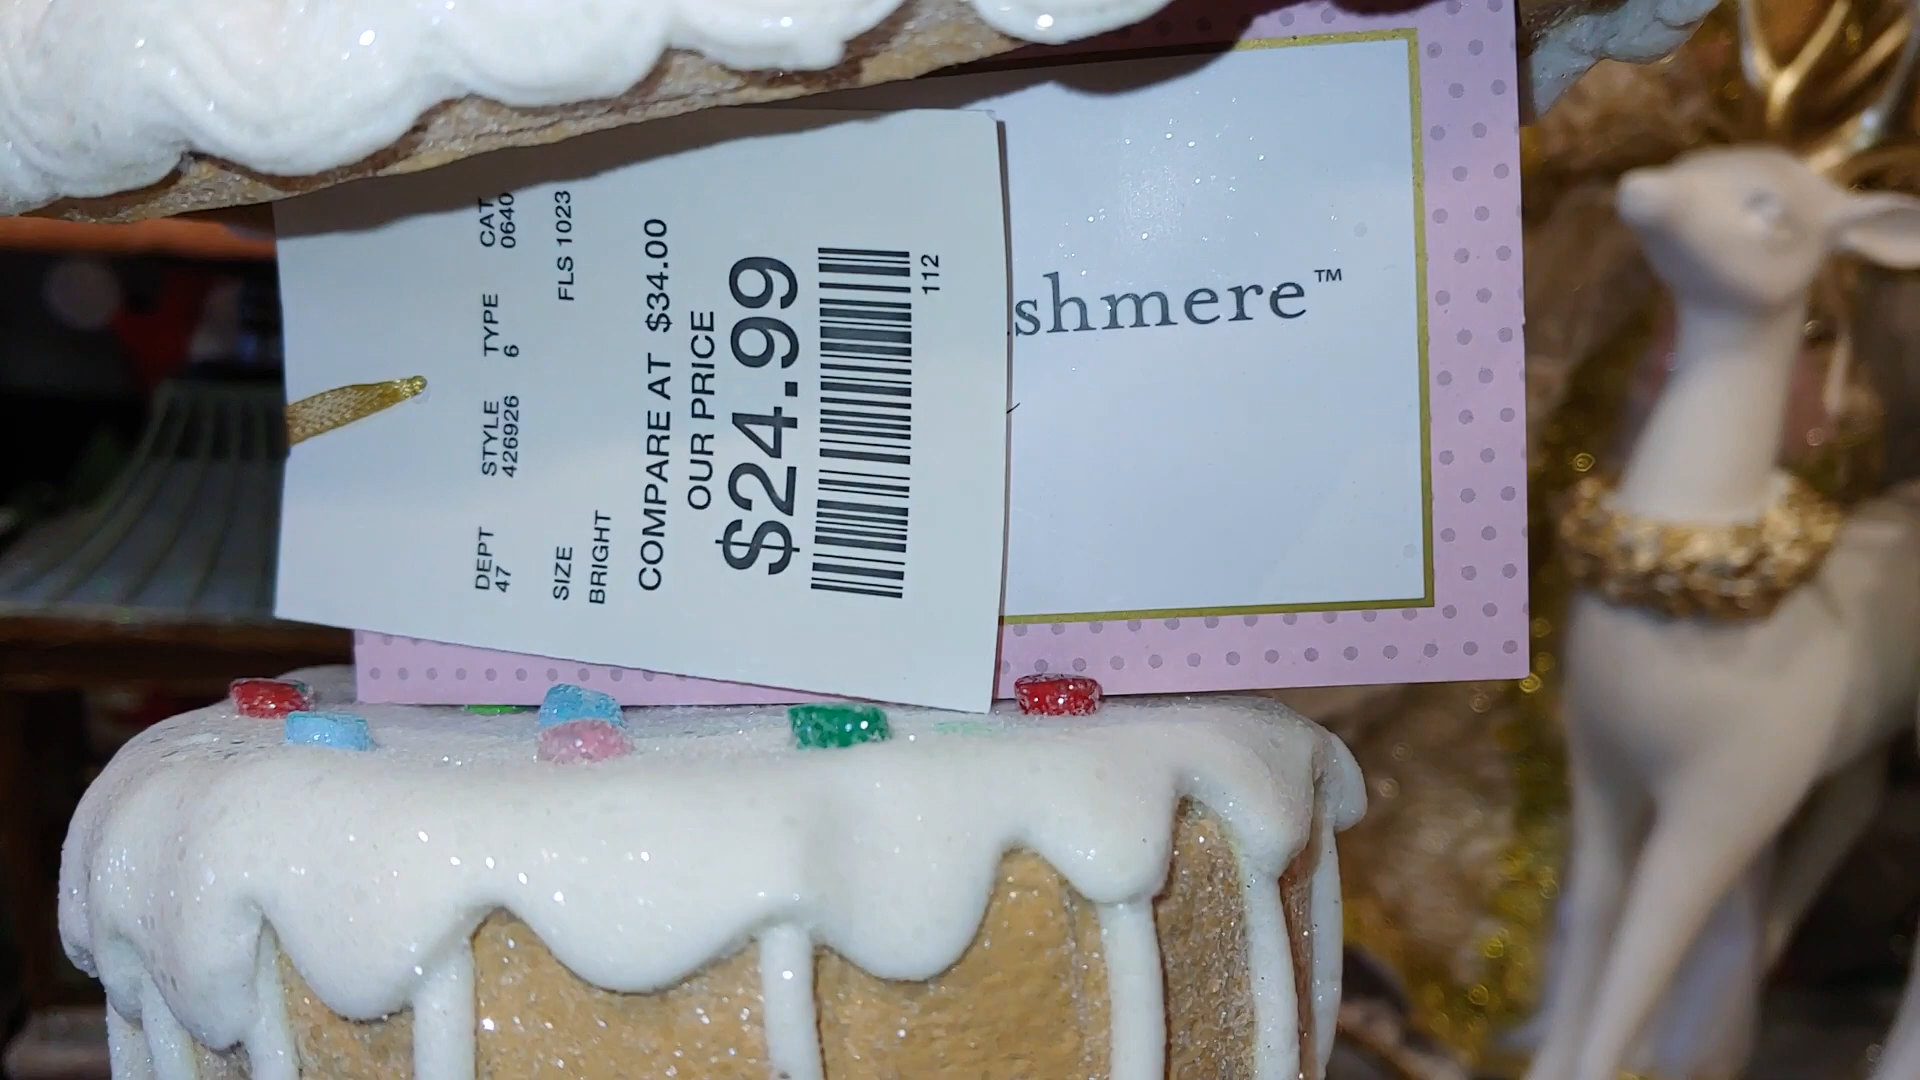 DEPT STYLE TYPE CAT
47 426926 6 0640
SIZE FLS 1023
BRIGHT
COMPARE AT $34.00
OUR PRICE
$24.99
112
shmere™